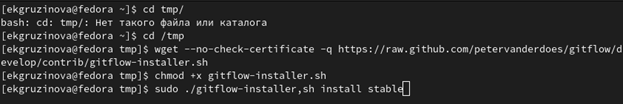 [ekgruzinova@fedora ~]$ cd tmp/
bash: cd: tmp/: Нет такого файла или каталога
[ekgruzinova@fedora ~]$ cd /tmp
[ekgruzinova@fedora tmp]$ wget --no-check-certificate -q https://raw.github.com/petervanderdoes/gitflow/d
evelop/contrib/gitflow-installer.sh
[ekgruzinova@fedora tmp]$ chmod +x gitflow-installer.sh
[ekgruzinova@fedora tmp]$ sudo ./gitflow-installer,sh install stable